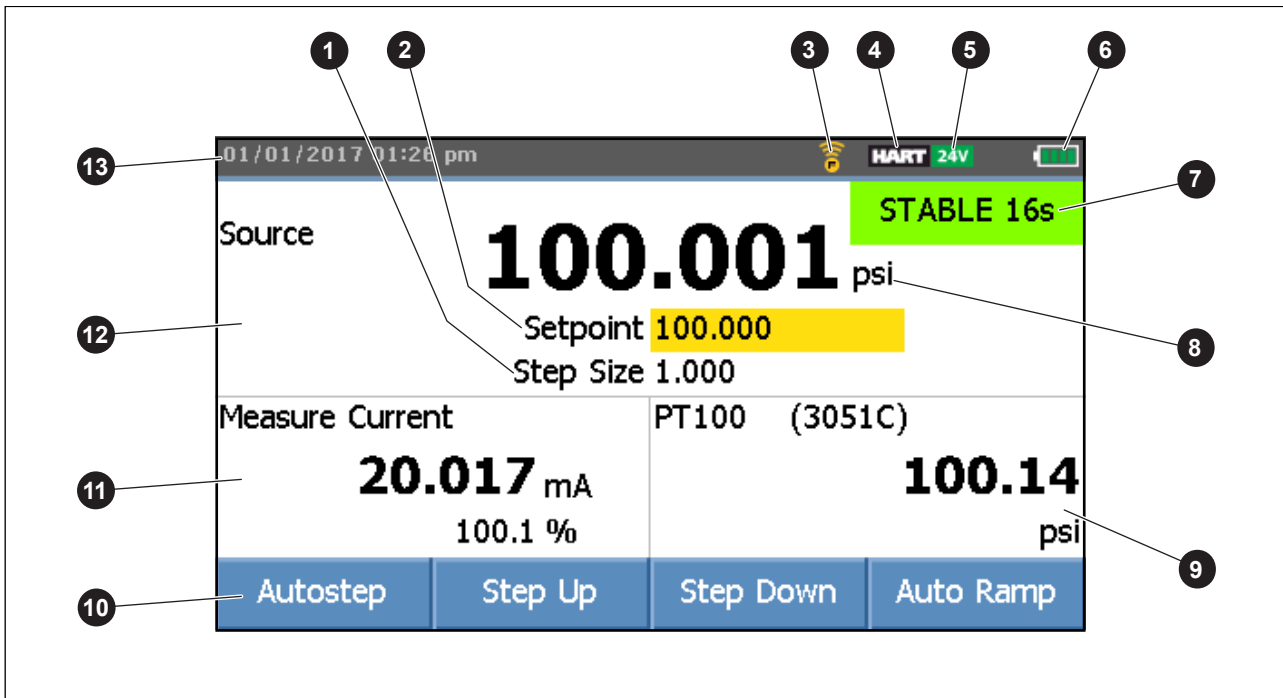 1 2 3 4 5 6
13 01/01/2017 01:26 pm F HART 24V
STABLE 16s 7
Source 100.001 psi
12 Setpoint 100.000 8
Step Size 1.000
Measure Current PT100 (3051C)
11 20.017 mA 100.14
100.1 % psi 9
10 Autostep Step Up Step Down Auto Ramp